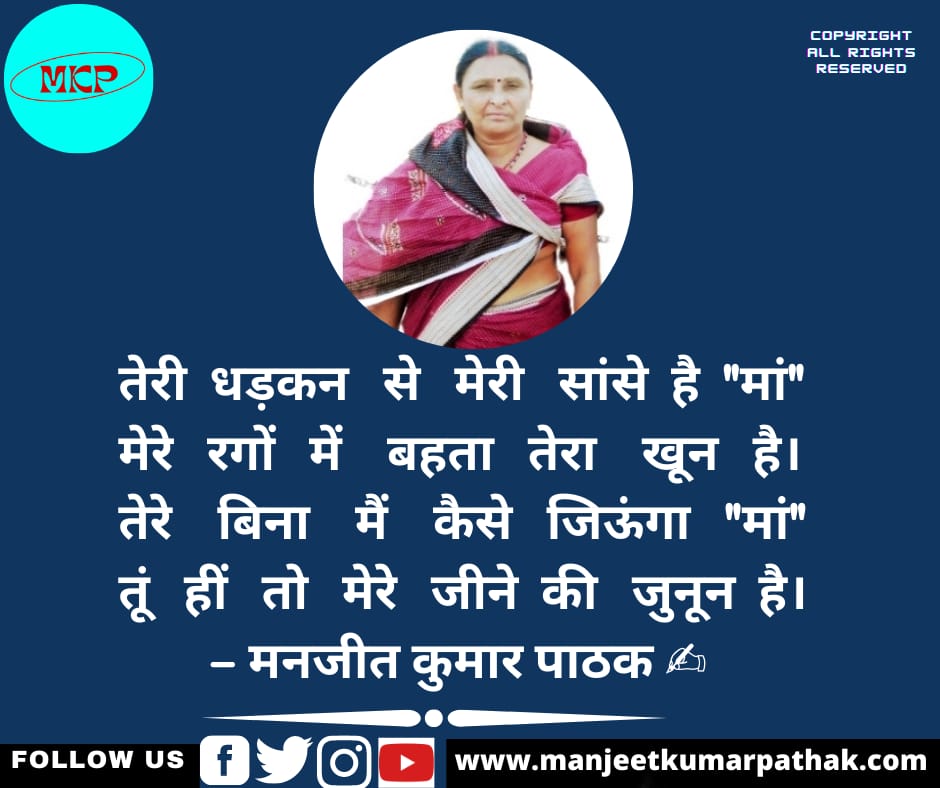 MKP
COPYRIGHT
ALL RIGHTS
RESERVED
तेरी धड़कन से मेरी सांसे है "मां"
मेरे रगों में बहता तेरा खून है।
तेरे बिना मैं कैसे जिऊंगा "मां"
तूं हीं तो मेरे जीने की जुनून है।
– मनजीत कुमार पाठक ✍
FOLLOW US
www.manjeetkumarpathak.com